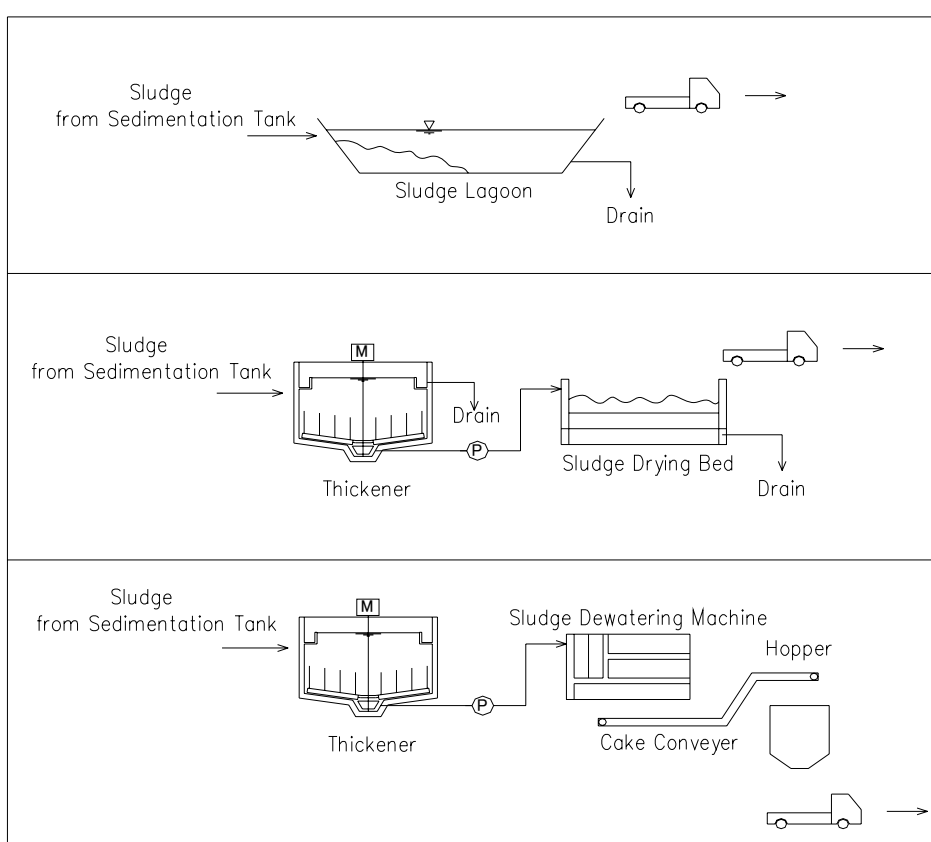 Sludge
from Sedimentation Tank
Sludge Lagoon
Drain
Sludge
from Sedimentation Tank
M
Drain
P
Thickener
Sludge Drying Bed
Drain
Sludge
from Sedimentation Tank
M
P
Thickener
Sludge Dewatering Machine
Hopper
Cake Conveyer